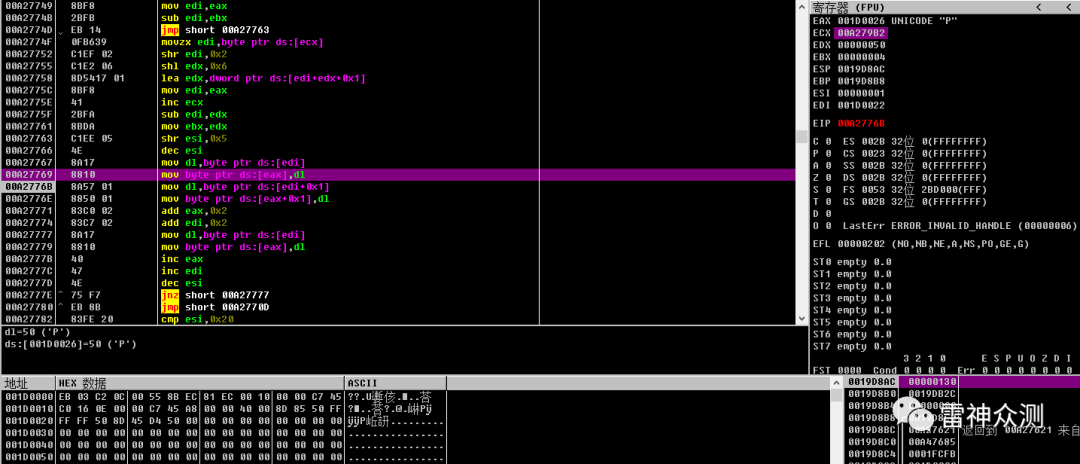 00A27749 8BF8 mov edi,eax
00A2774B 2BFB sub edi,ebx
00A2774D EB 14 jmp short 00A27763
00A2774F 0FB639 movzx edi,byte ptr ds:[ecx]
00A27752 C1EF 02 shr edi,0x2
00A27755 C1E2 06 shl edx,0x6
00A27758 8D5417 01 lea edx,dword ptr ds:[edi+edx+0x1]
00A2775C 8BF8 mov edi,eax
00A2775E 41 inc ecx
00A2775F 2BFA sub edi,edx
00A27761 8BDA mov ebx,edx
00A27763 C1EE 05 shr esi,0x5
00A27766 4E dec esi
00A27767 8A17 mov dl,byte ptr ds:[edi]
00A27769 8810 mov byte ptr ds:[eax],dl
00A2776B 8A57 01 mov dl,byte ptr ds:[edi+0x1]
00A2776E 8850 01 mov byte ptr ds:[eax+0x1],dl
00A27771 83C0 02 add eax,0x2
00A27774 83C7 02 add edi,0x2
00A27777 8A17 mov dl,byte ptr ds:[edi]
00A27779 8810 mov byte ptr ds:[eax],dl
00A2777B 40 inc eax
00A2777C 47 inc edi
00A2777D 4E dec esi
00A2777E ^ 75 F7 jnz short 00A27777
00A27780 ^ EB 8B jmp short 00A2770D
00A27782 83FE 20 cmp esi,0x20
dl=50 ('P')
ds:[001D0026]=50 ('P')
寄存器 (FPU) < <
EAX 001D0026 UNICODE "P"
ECX 00A279B2
EDX 00000050
EBX 00000004
ESP 0019D8AC
EBP 0019D8B8
ESI 00000001
EDI 001D0022
EIP 00A2776B
C 0 ES 002B 32位 0(FFFFFFFF)
P 0 CS 0023 32位 0(FFFFFFFF)
A 0 SS 002B 32位 0(FFFFFFFF)
Z 0 DS 002B 32位 0(FFFFFFFF)
S 0 FS 0053 32位 2BD000(FFF)
T 0 GS 002B 32位 0(FFFFFFFF)
D 0
O 0 LastErr ERROR_INVALID_HANDLE (00000006)
EFL 00000202 (NO,NB,NE,A,NS,PO,GE,G)
ST0 empty 0.0
ST1 empty 0.0
ST2 empty 0.0
ST3 empty 0.0
ST4 empty 0.0
ST5 empty 0.0
ST6 empty 0.0
ST7 empty 0.0
3 2 1 0 E S P U O Z D I
FST 0000 Cond 0 0 0 0 Err 0 0 0 0 0 0 0 0
地址 HEX 数据 ASCII
001D0000 EB 03 C2 0C 00 55 8B EC 81 EC 00 10 00 00 C7 45
001D0010 C0 16 0E 00 00 C7 45 A8 00 00 40 00 8D 85 50 FF
001D0020 FF FF 50 8D 45 D4 50 00 00 00 00 00 00 00 00 00
001D0030 00 00 00 00 00 00 00 00 00 00 00 00 00 00 00 00 ................
001D0040 00 00 00 00 00 00 00 00 00 00 00 00 00 00 00 00 ................
001D0050 00 00 00 00 00 00 00 00 00 00 00 00 00 00 00 00 ................
0019D8AC 00000130
0019D8B0 0019DB2C
0019D8B4
0019D8B8
0019D8BC 00A27621 返回到 00A27621 来自
0019D8C0 00A47685
0019D8C4 0001FCFB
雷神众测